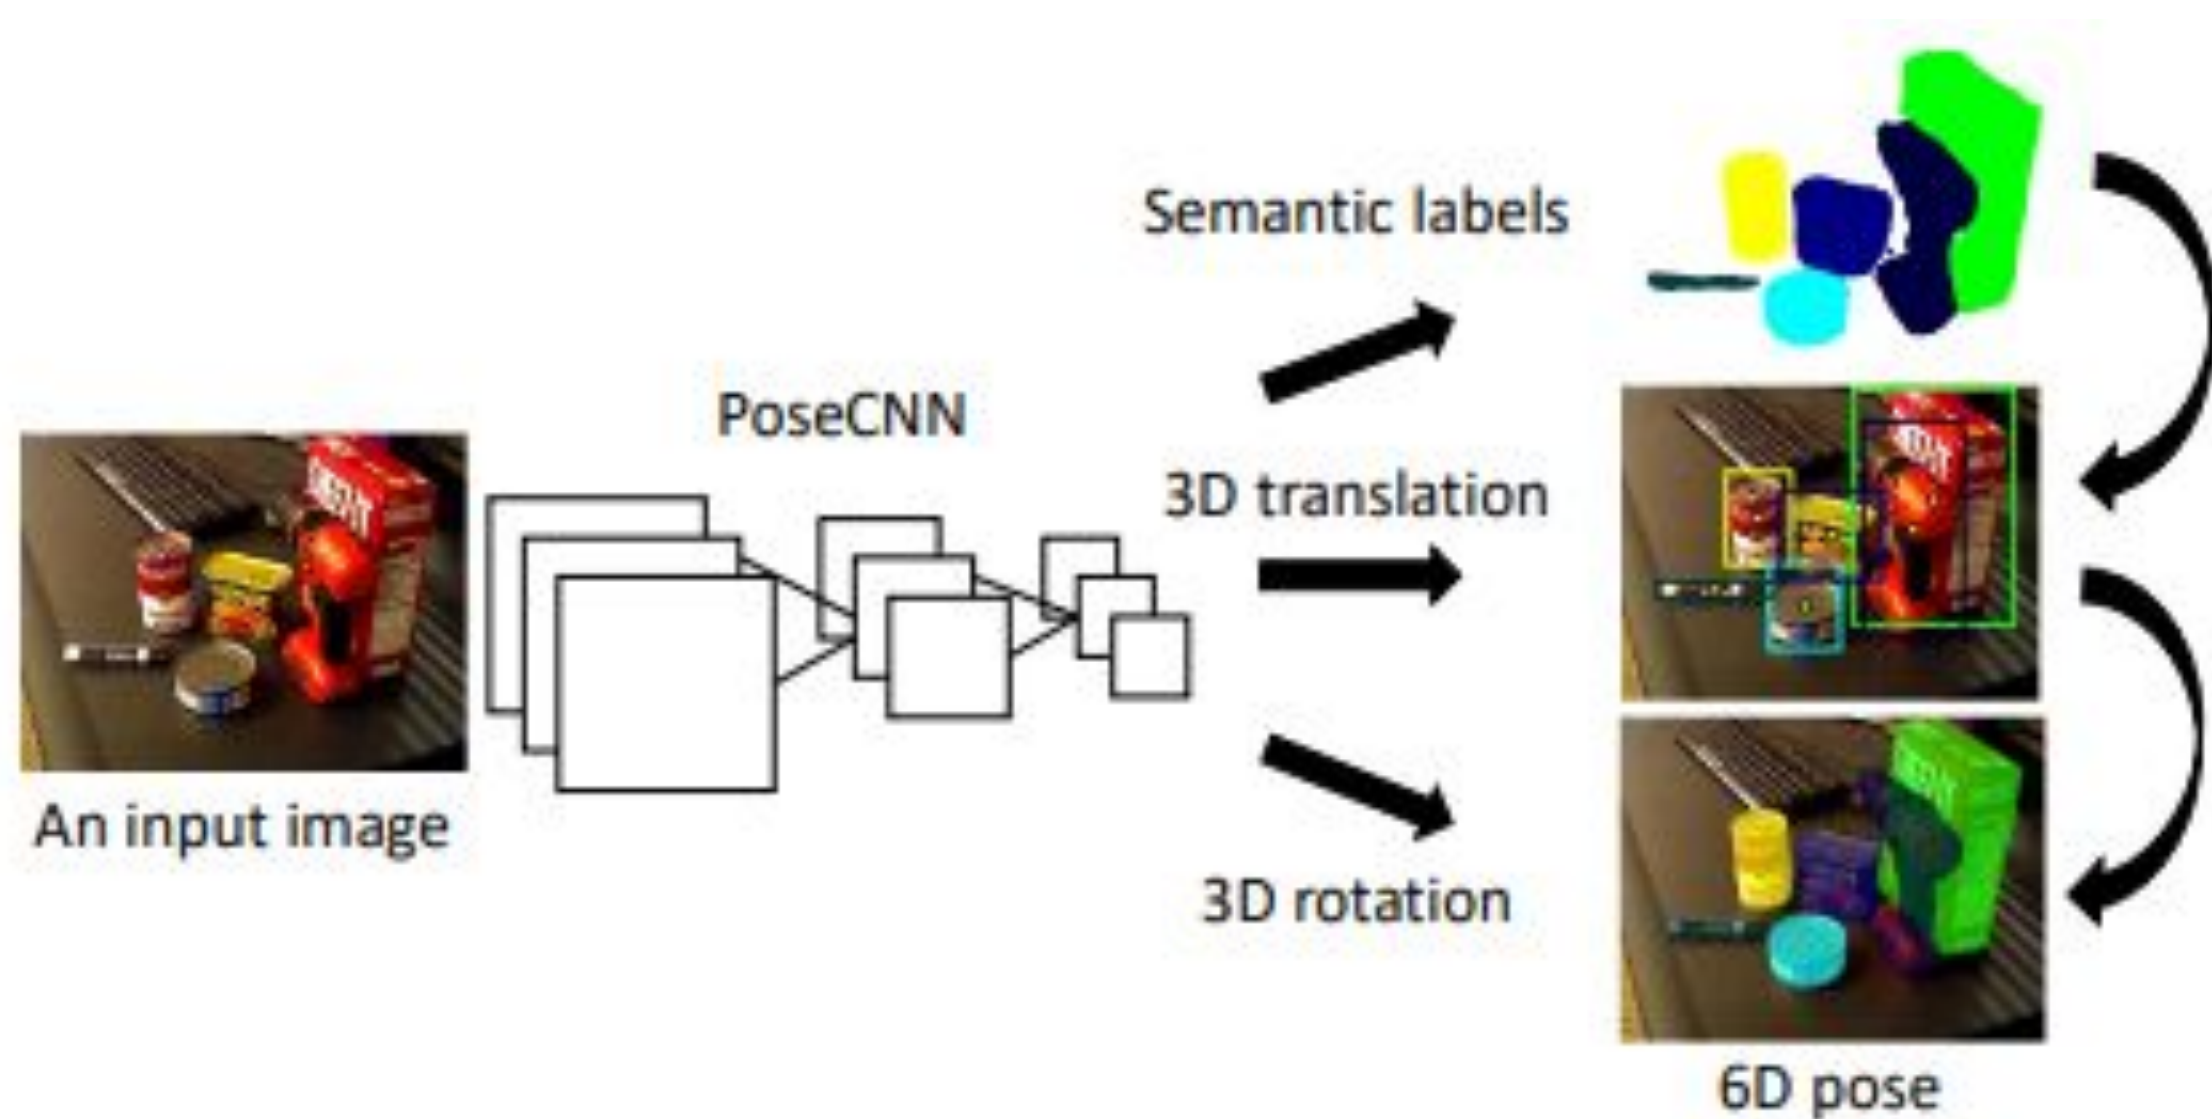 Semantic labels
PoseCNN
3D translation
An input image
3D rotation
6D pose